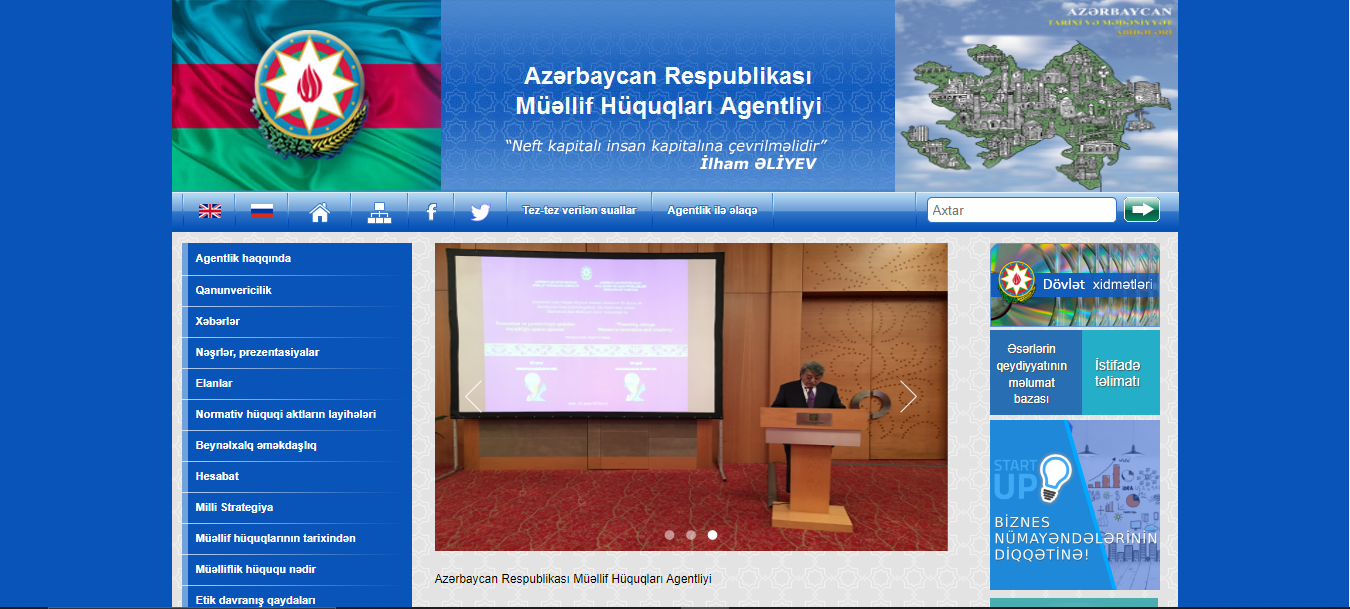 AZƏRBAYCAN
TARİXİ VƏ MƏDƏNİYYƏT
ABİDƏLƏRİ
Azərbaycan Respublikası
Müəllif Hüquqları Agentliyi
“Neft kapitalı insan kapitalına çevrilməlidir”
İlham ƏLİYEV
Tez-tez verilən suallar
Agentlik ilə əlaqə
Axtar
Agentlik haqqında
Qanunvericilik
Xəbərlər
Nəşrlər, prezentasiyalar
Elanlar
Normativ hüquqi aktların layihələri
Beynəlxalq əməkdaşlıq
Hesabat
Milli Strategiya
Müəllif hüquqlarının tarixindən
Müəlliflik hüququ nədir
Etik davranış qaydaları
Azərbaycan Respublikası Müəllif Hüquqları Agentliyi
Dövlət xidmətləri
Əsərlərin
qeydiyyatının
məlumat
bazası
İstifadə
təlimatı
START
UP
BİZNES
NÜMAYƏNDƏLƏRİNİN
DİQQƏTİNƏ!